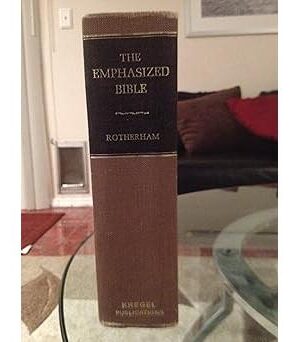 THE
EMPHASIZED
BIBLE
ROTHERHAM
KREGEL
PUBLICATIONS